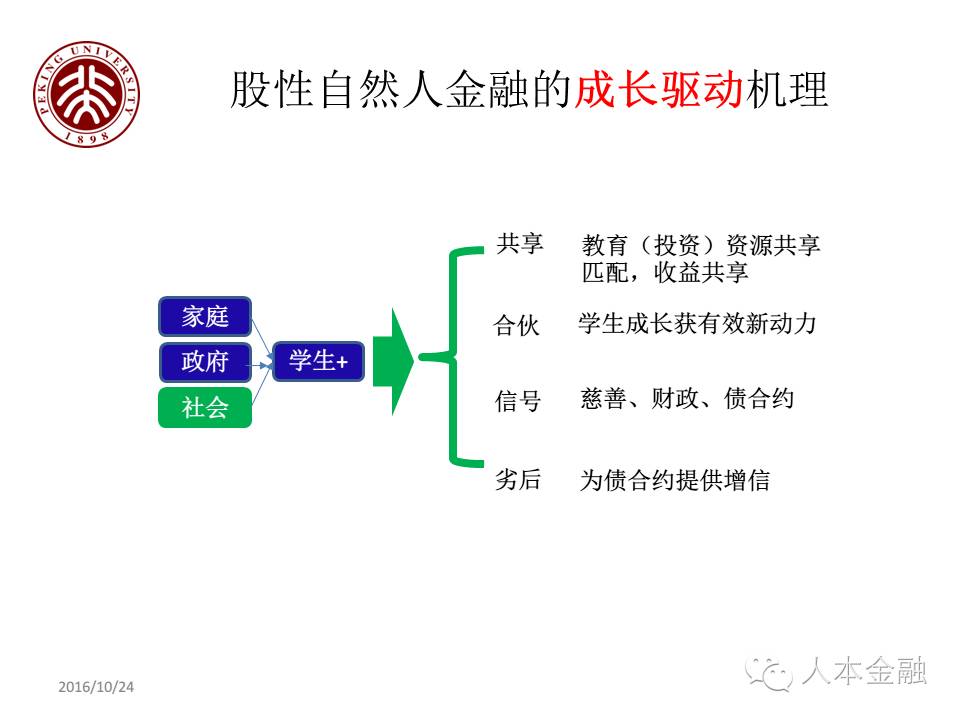 PEKING UNIVERSITY
1898
股性自然人金融的成长驱动机理
家庭
政府
社会
学生+
共享 教育（投资）资源共享
匹配，收益共享
合伙 学生成长获有效新动力
信号 慈善、财政、债合约
劣后 为债合约提供增信
2016/10/24
人本金融